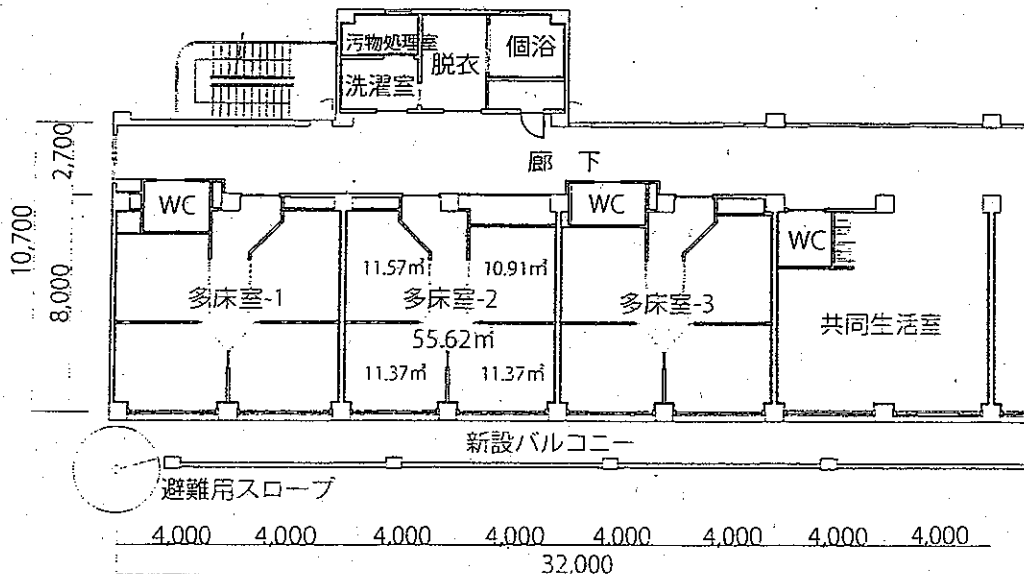 汚物処理室
脱衣
個浴
洗濯室
2,700
廊 下
WC
WC
WC
10,700
8,000
11.57㎡
10.91㎡
多床室-1
多床室-2
多床室-3
共同生活室
55.62㎡
11.37㎡
11.37㎡
新設バルコニー
避難用スロープ
4,000 4,000 4,000 4,000 4,000 4,000 4,000 4,000
32,000